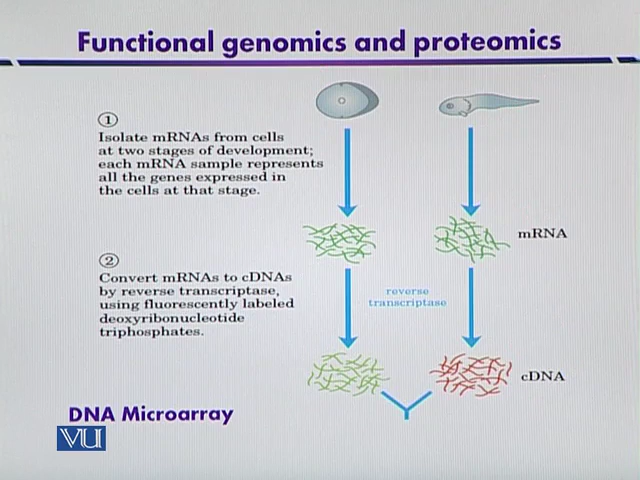 Functional genomics and proteomics
1
Isolate mRNAs from cells
at two stages of development;
each mRNA sample represents
all the genes expressed in
the cells at that stage.
mRNA
2
Convert mRNAs to cDNAs
by reverse transcriptase,
using fluorescently labeled
deoxyribonucleotide
triphosphates.
reverse
transcriptase
cDNA
DNA Microarray
VU